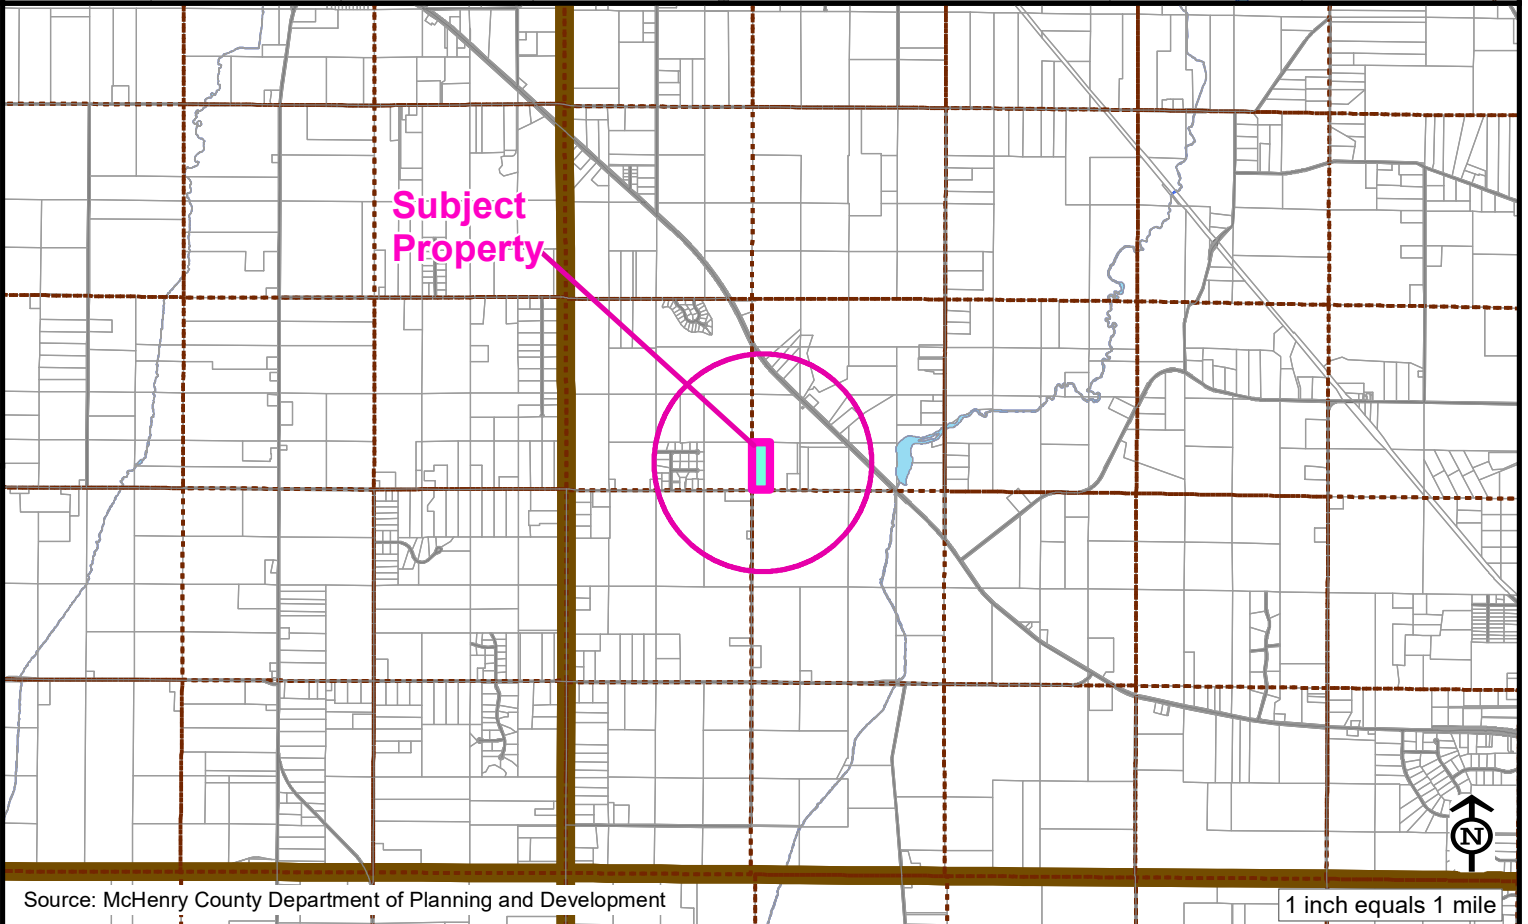 Subject
Property
N
Source: McHenry County Department of Planning and Development
1 inch equals 1 mile